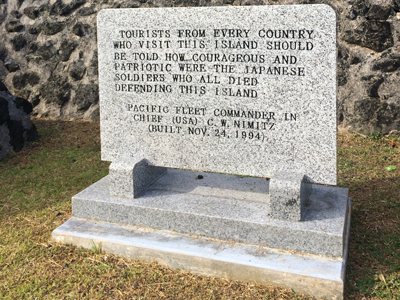 TOURISTS FROM EVERY COUNTRY
WHO VISIT THIS ISLAND SHOULD
BE TOLD HOW COURAGEOUS AND
PATRIOTIC WERE THE JAPANESE
SOLDIERS WHO ALL DIED
DEFENDING THIS ISLAND
PACIFIC FLEET COMMANDER IN
CHIEF (USA) C. W. NIMITZ
(BUILT NOV. 24, 1994)